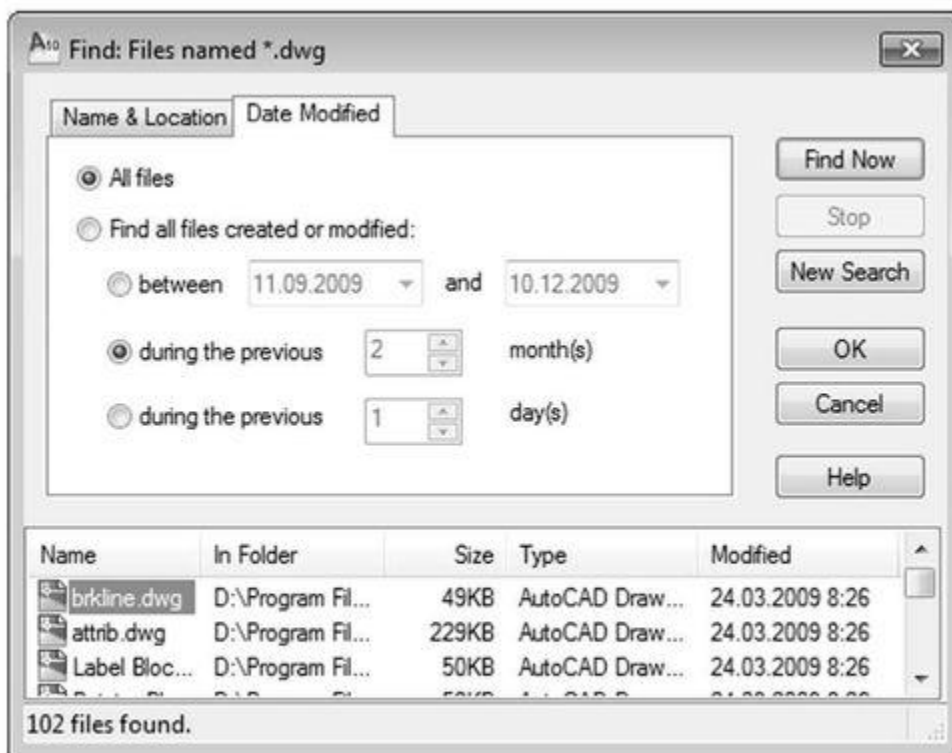 A10 Find: Files named *.dwg
Name & Location Date Modified
All files
Find all files created or modified:
between 11.09.2009 and 10.12.2009
during the previous 2 month(s)
during the previous 1 day(s)
Find Now
Stop
New Search
OK
Cancel
Help
Name In Folder Size Type Modified
brkline.dwg D:\Program Fil... 49KB AutoCAD Draw... 24.03.2009 8:26
attrib.dwg D:\Program Fil... 229KB AutoCAD Draw... 24.03.2009 8:26
Label Bloc... D:\Program Fil... 50KB AutoCAD Draw... 24.03.2009 8:26
102 files found.